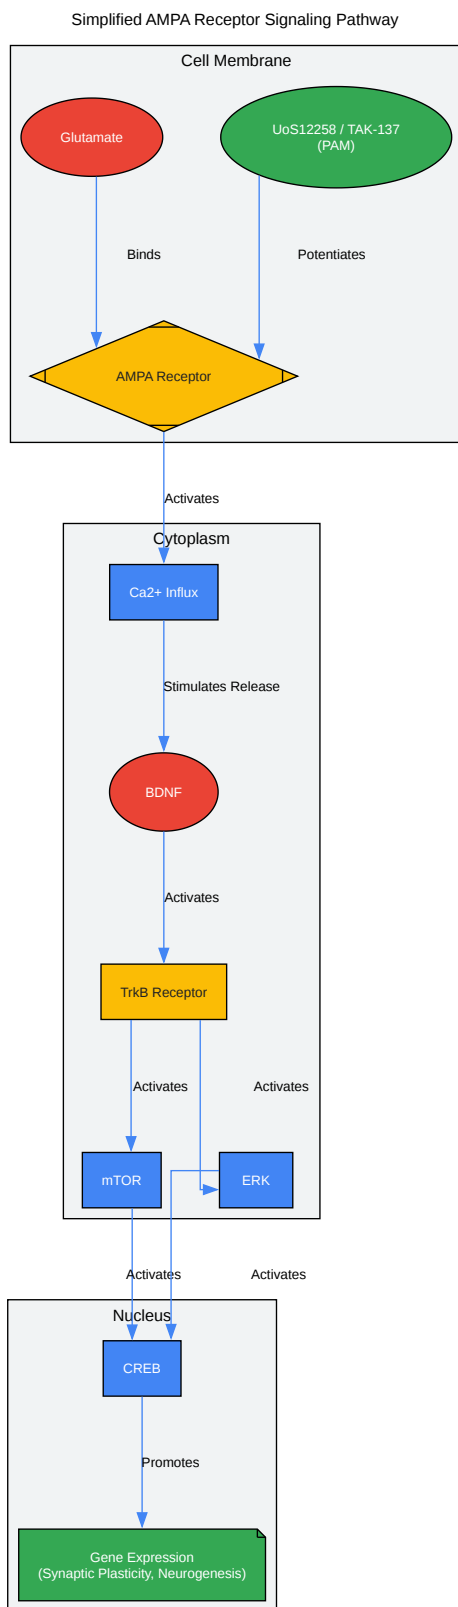 Simplified AMPA Receptor Signaling Pathway
Cell Membrane
Glutamate
UoS12258 / TAK-137
(PAM)
Binds
Potentiates
AMPA Receptor
Activates
Cytoplasm
Ca2+ Influx
Stimulates Release
BDNF
Activates
TrkB Receptor
Activates
Activates
mTOR
ERK
Activates
Activates
Nucleus
CREB
Promotes
Gene Expression
(Synaptic Plasticity, Neurogenesis)